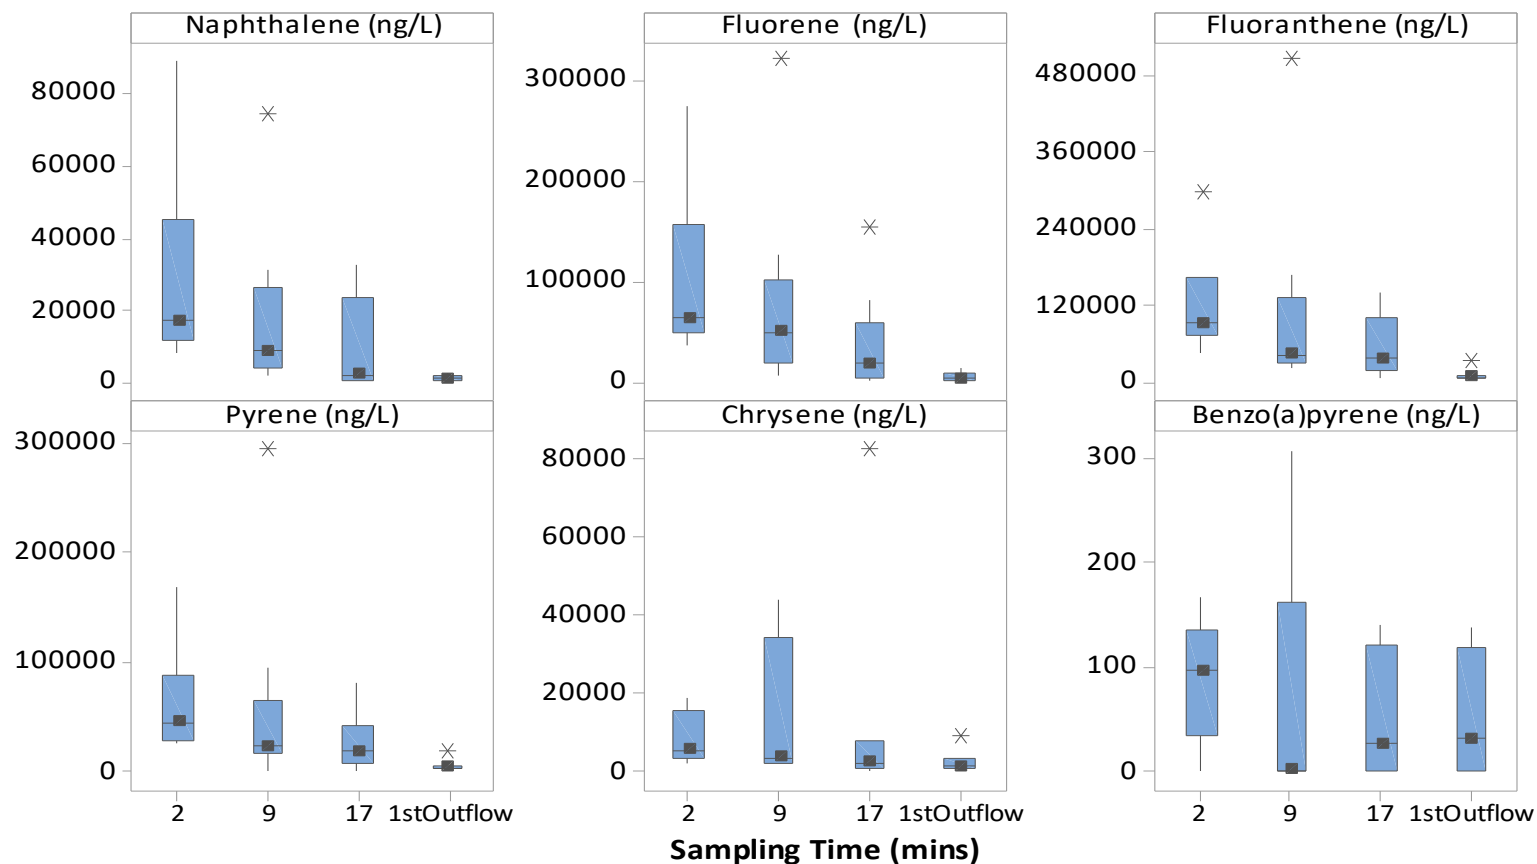 Naphthalene (ng/L)
80000
60000
40000
20000
0
Fluorene (ng/L)
300000
200000
100000
0
Fluoranthene (ng/L)
480000
360000
240000
120000
0
Pyrene (ng/L)
300000
200000
100000
0
2 9 17 1stOutflow
Chrysene (ng/L)
80000
60000
40000
20000
0
2 9 17 1stOutflow
Benzo(a)pyrene (ng/L)
300
200
100
0
2 9 17 1stOutflow
Sampling Time (mins)